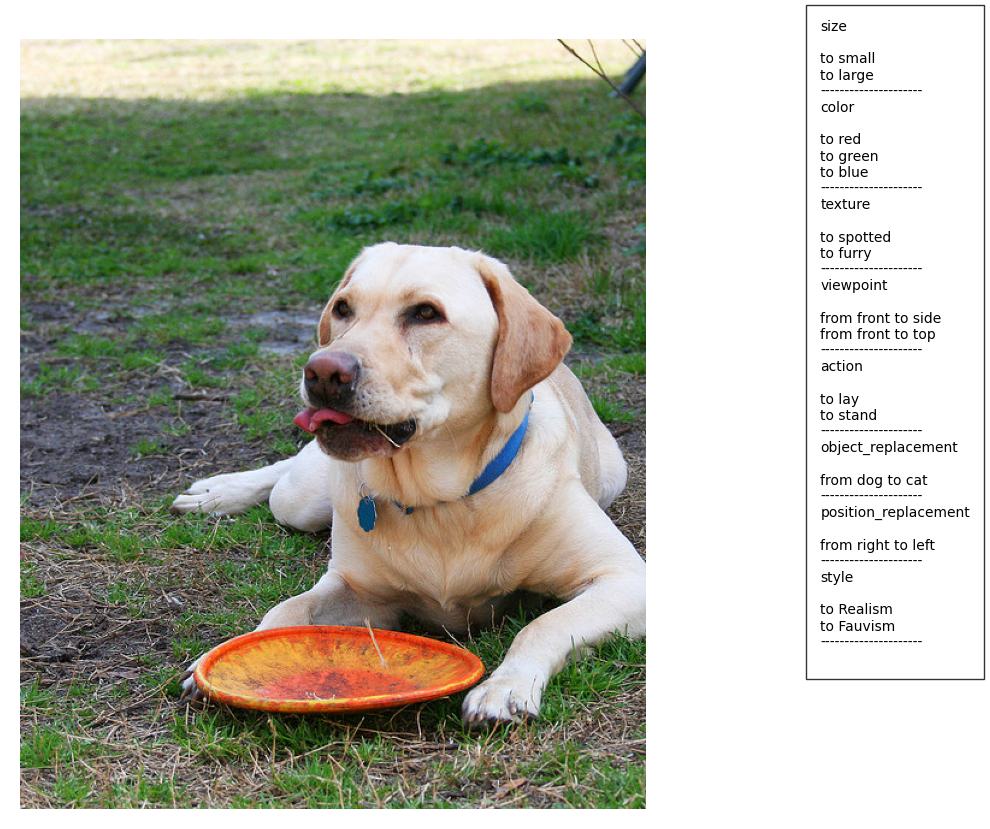 size
to small
to large
---------------------
color
to red
to green
to blue
---------------------
texture
to spotted
to furry
---------------------
viewpoint
from front to side
from front to top
---------------------
action
to lay
to stand
---------------------
object_replacement
from dog to cat
---------------------
position_replacement
from right to left
---------------------
style
to Realism
to Fauvism
---------------------